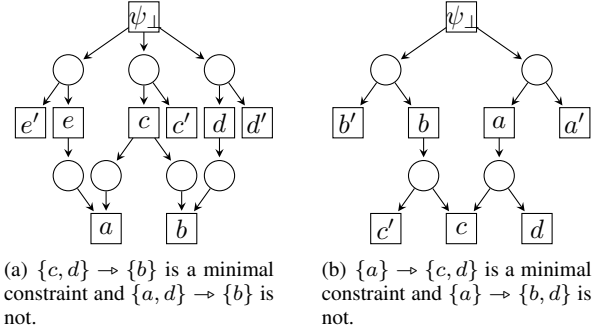 ψ⊥ ψ⊥
e′ e c c′ d d′ b′ b a a′
a b c′ c d
(a) {c, d} ⇾ {b} is a minimal
constraint and {a, d} ⇾ {b} is
not.
(b) {a} ⇾ {c, d} is a minimal
constraint and {a} ⇾ {b, d} is
not.